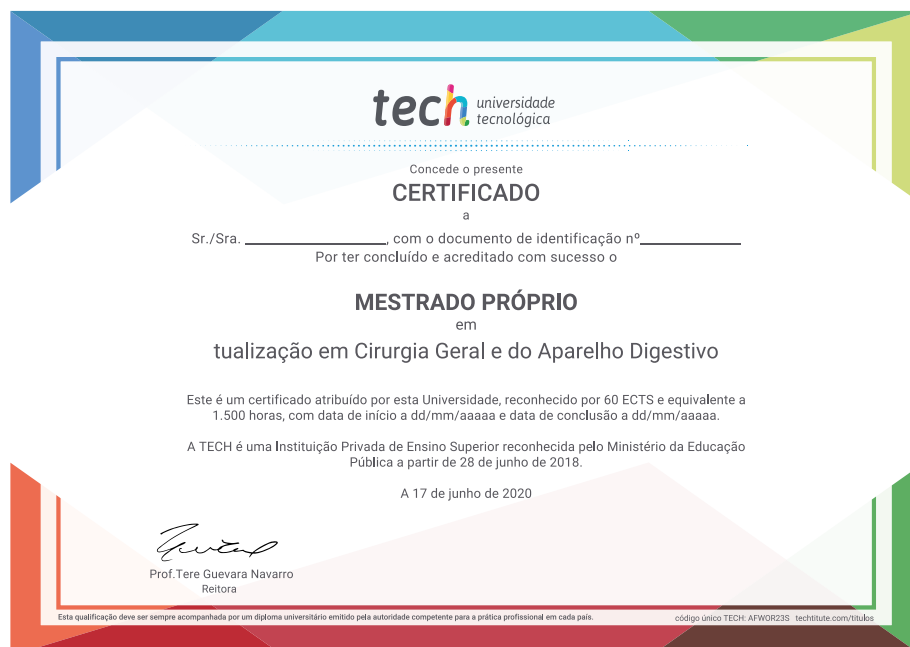 tech universidade
tecnológica
Concede o presente
CERTIFICADO
a
Sr./Sra. ________________, com o documento de identificação nº____________
Por ter concluído e acreditado com sucesso o
MESTRADO PRÓPRIO
em
tualização em Cirurgia Geral e do Aparelho Digestivo
Este é um certificado atribuído por esta Universidade, reconhecido por 60 ECTS e equivalente a
1.500 horas, com data de início a dd/mm/aaaaa e data de conclusão a dd/mm/aaaaa.
A TECH é uma Instituição Privada de Ensino Superior reconhecida pelo Ministério da Educação
Pública a partir de 28 de junho de 2018.
A 17 de junho de 2020
Prof.Tere Guevara Navarro
Reitora
Esta qualificação deve ser sempre acompanhada por um diploma universitário emitido pela autoridade competente para a prática profissional em cada país.
código único TECH: AFWOR23S techtitute.com/titulos